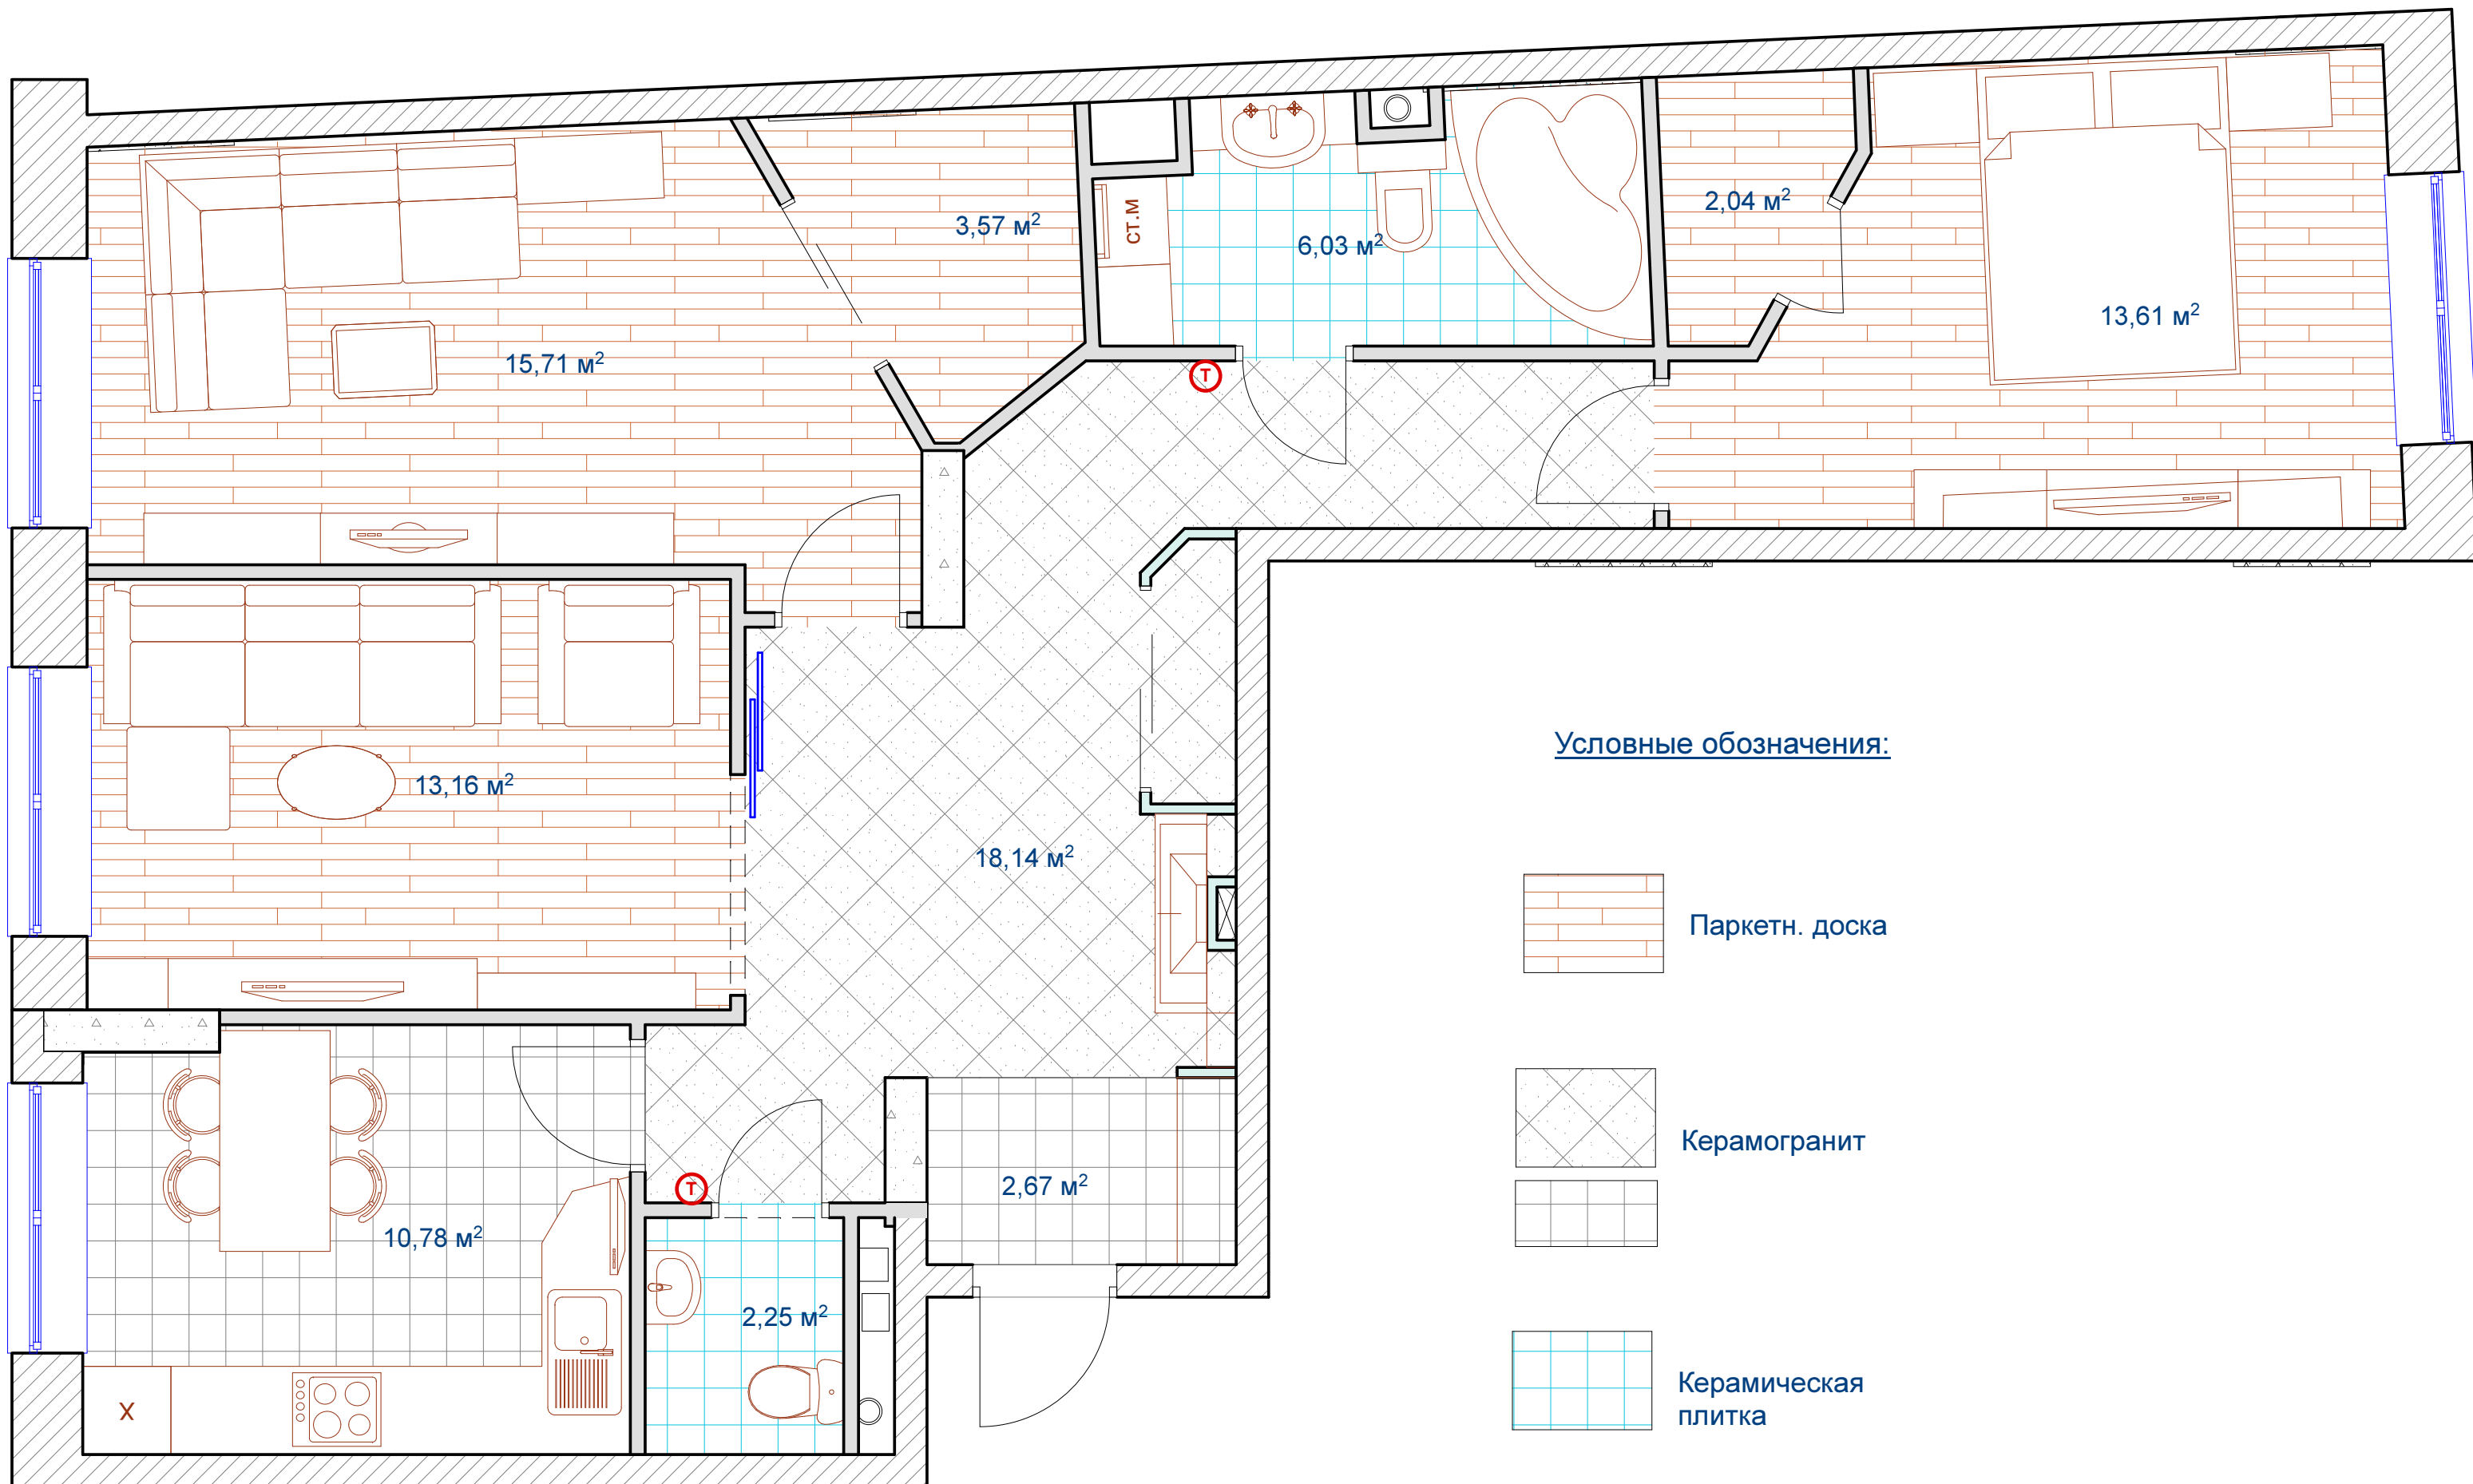 2,04 м²
3,57 м²
ст.м
6,03 м²
13,61 м²
15,71 м²
Т
Условные обозначения:
13,16 м²
18,14 м²
Паркетн. доска
Керамогранит
Т
2,67 м²
10,78 м²
2,25 м²
Керамическая
плитка
Х